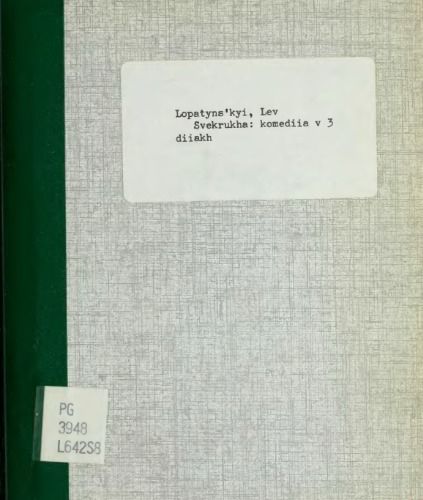 Lopatyns'kyi, Lev
Svekrukha: komediia v 3
diiakh
PG
3948
L642S8